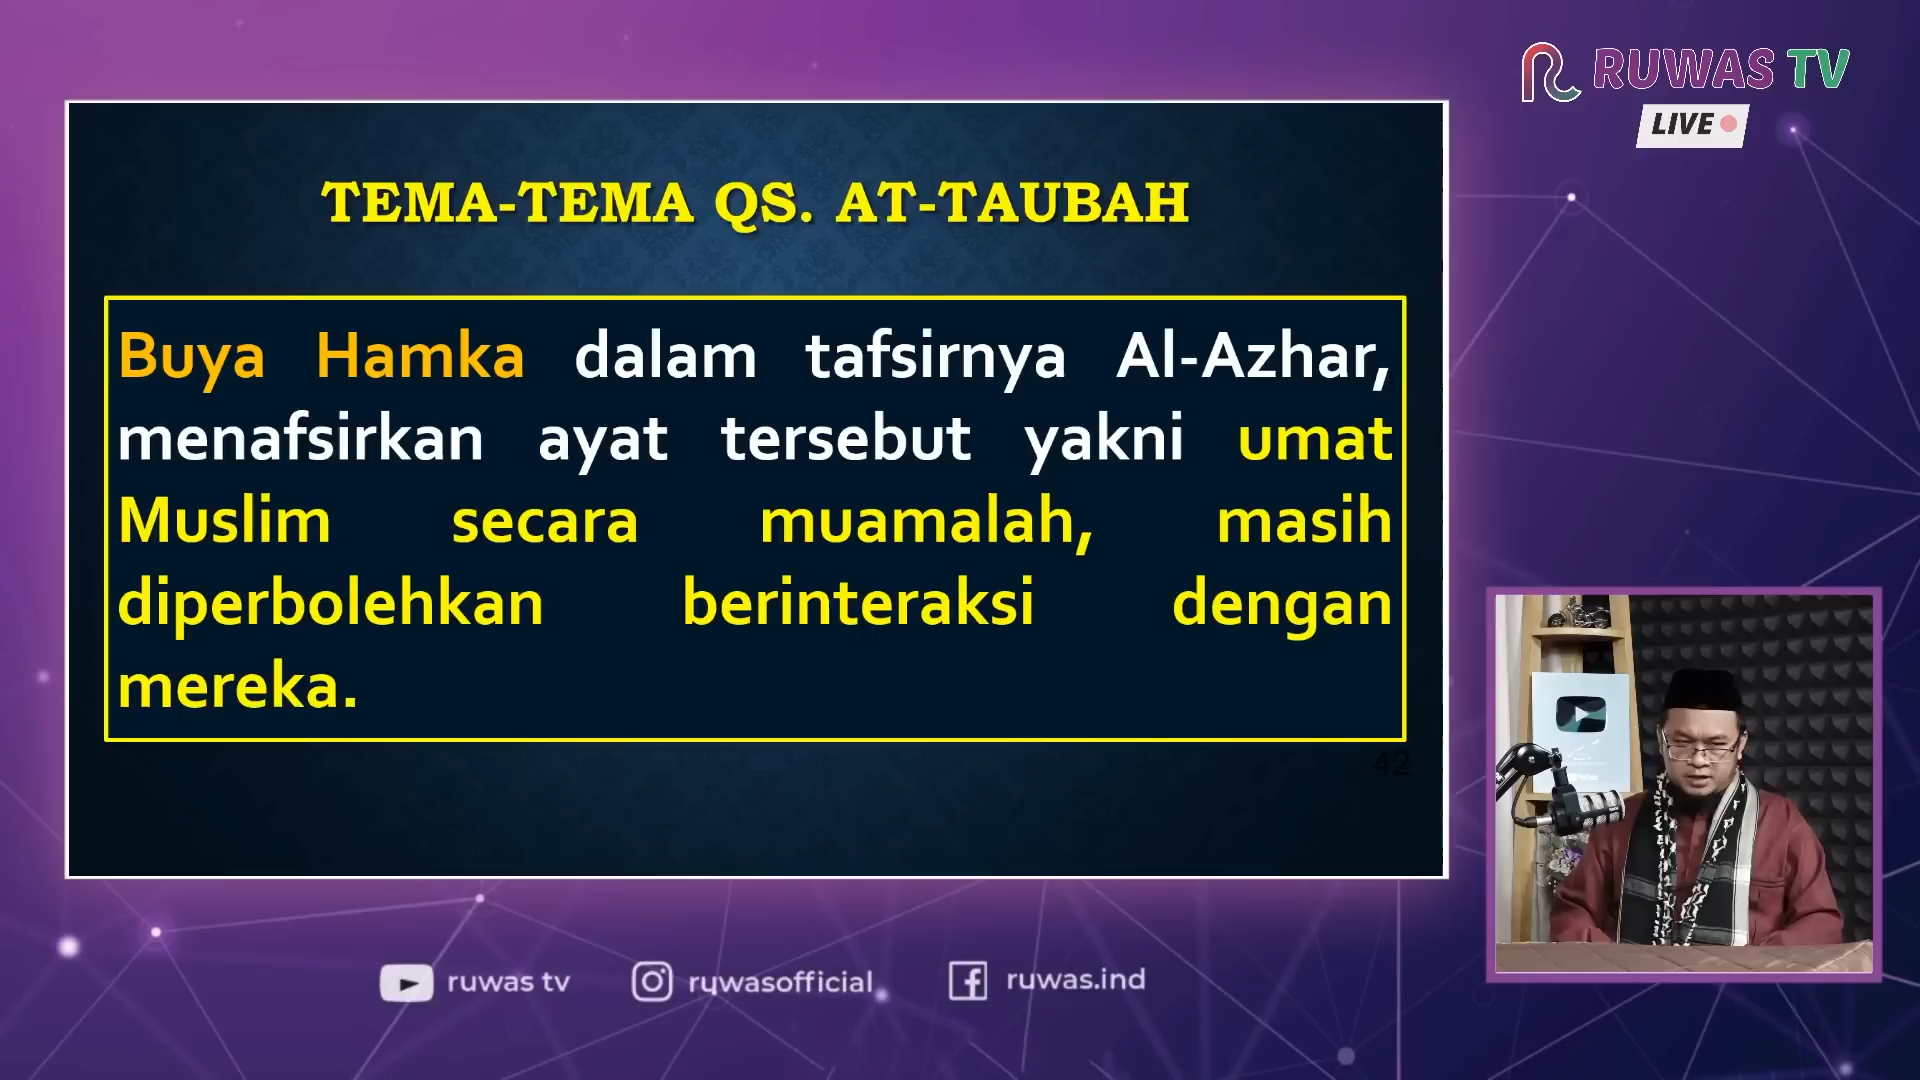 RUWAS TV
LIVE
TEMA-TEMA QS. AT-TAUBAH
Buya Hamka dalam tafsirnya Al-Azhar,
menafsirkan ayat tersebut yakni umat
Muslim secara muamalah, masih
diperbolehkan berinteraksi dengan
mereka.
42
ruwas tv
ruwasofficial
ruwas.ind